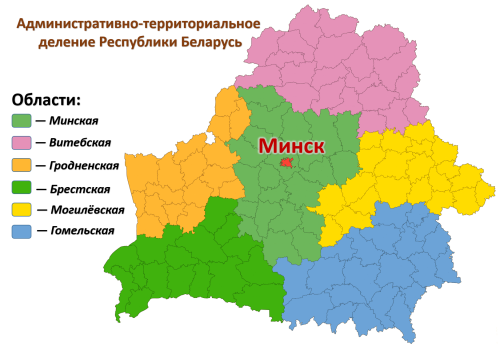 Административно-территориальное
деление Республики Беларусь
Области:
— Минская
— Витебская
— Гродненская
— Брестская
— Могилёвская
— Гомельская
Минск